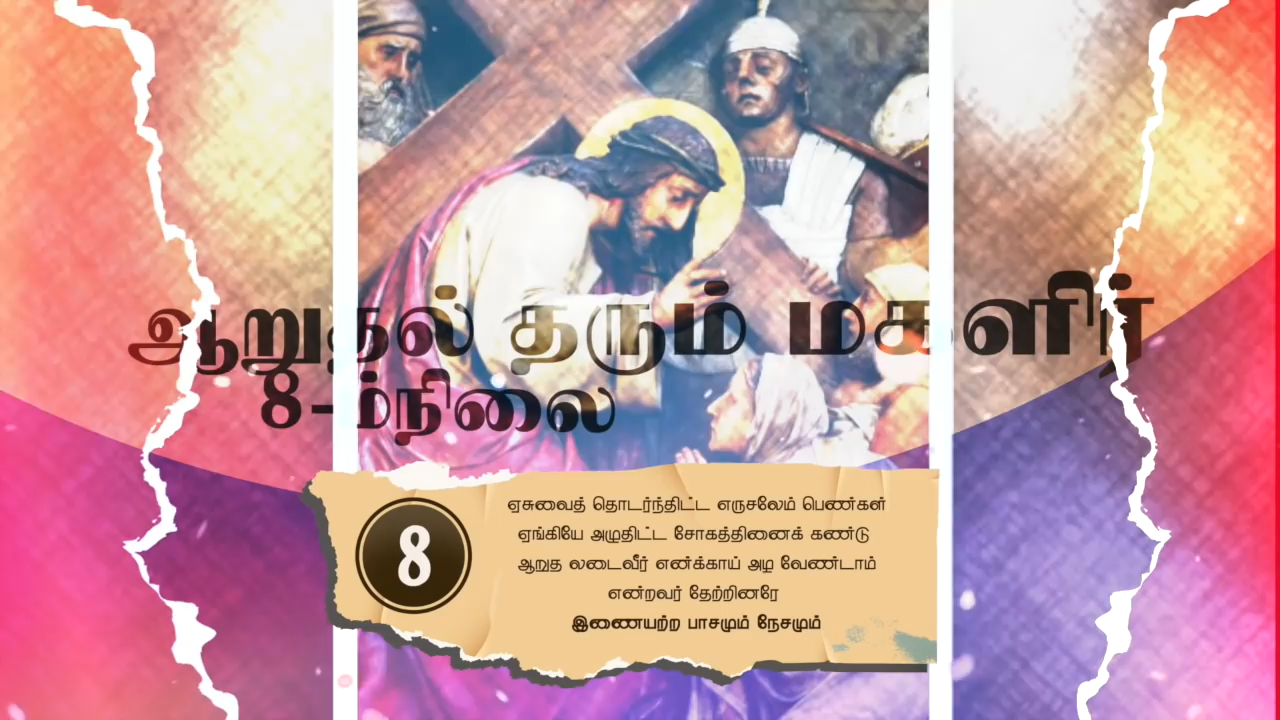 ஆறுதல் தரும் மகளிர்
8-ம்நிலை
8
ஏசுவைத் தொடர்ந்திட்ட எருசலேம் பெண்கள்
ஏங்கியே அழுதிட்ட சோகத்தினைக் கண்டு
ஆறுத லடைவீர் எனக்காய் அழ வேண்டாம்
என்றவர் தேற்றினரே
இணையற்ற பாசமும் நேசமும்